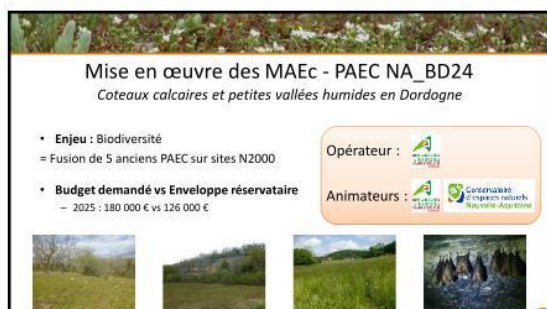 Mise en œuvre des MAEc - PAEC NA_BD24
Coteaux calcaires et petites vallées humides en Dordogne
• Enjeu : Biodiversité
= Fusion de 5 anciens PAEC sur sites N2000
• Budget demandé vs Enveloppe réservataire
– 2025 : 180 000 € vs 126 000 €
Opérateur :
Animateurs :
Conservatoire
d'espaces naturels
Nouvelle-Aquitaine